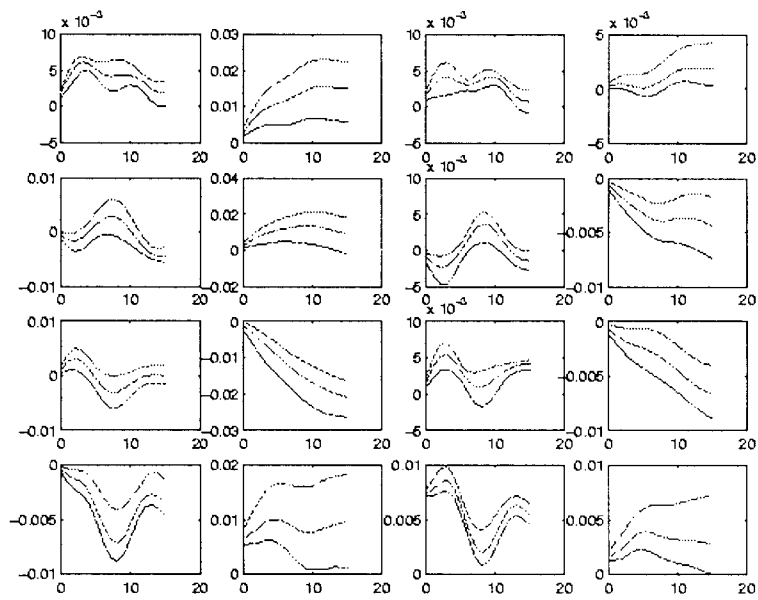 x 10⁻³ x 10⁻³ x 10⁻³
10 0.03 10 5
5 0.02 5
0 0.01 0 0
−5 0 −5 −5
0 10 20 0 10 20 0 10 20 0 10 20
x 10⁻³
0.01 0.04 10 0
0.02 5
0 0 0 −0.005
−0.01 −0.02 −5 −0.01
0 10 20 0 10 20 0 10 20 0 10 20
x 10⁻³
0.01 0 10 0
−0.01 5
0 −0.02 0 −0.005
−0.01 −0.03 −5 −0.01
0 10 20 0 10 20 0 10 20 0 10 20
0 0.02 0.01 0.01
−0.005 0.01 0.005 0.005
−0.01 0 0 0
0 10 20 0 10 20 0 10 20 0 10 20